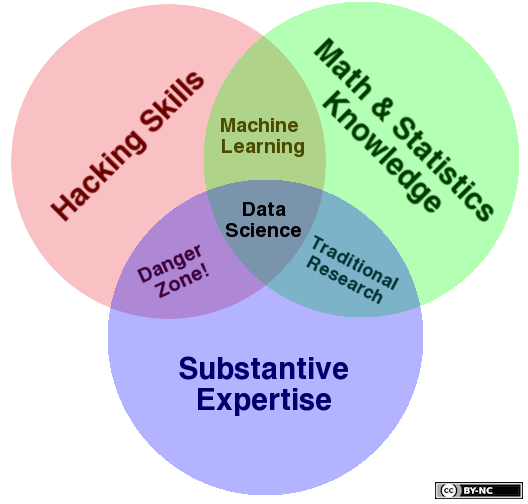 Hacking Skills
Math & Statistics
Knowledge
Machine
Learning
Data
Science
Danger
Zone!
Traditional
Research
Substantive
Expertise
cc BY-NC